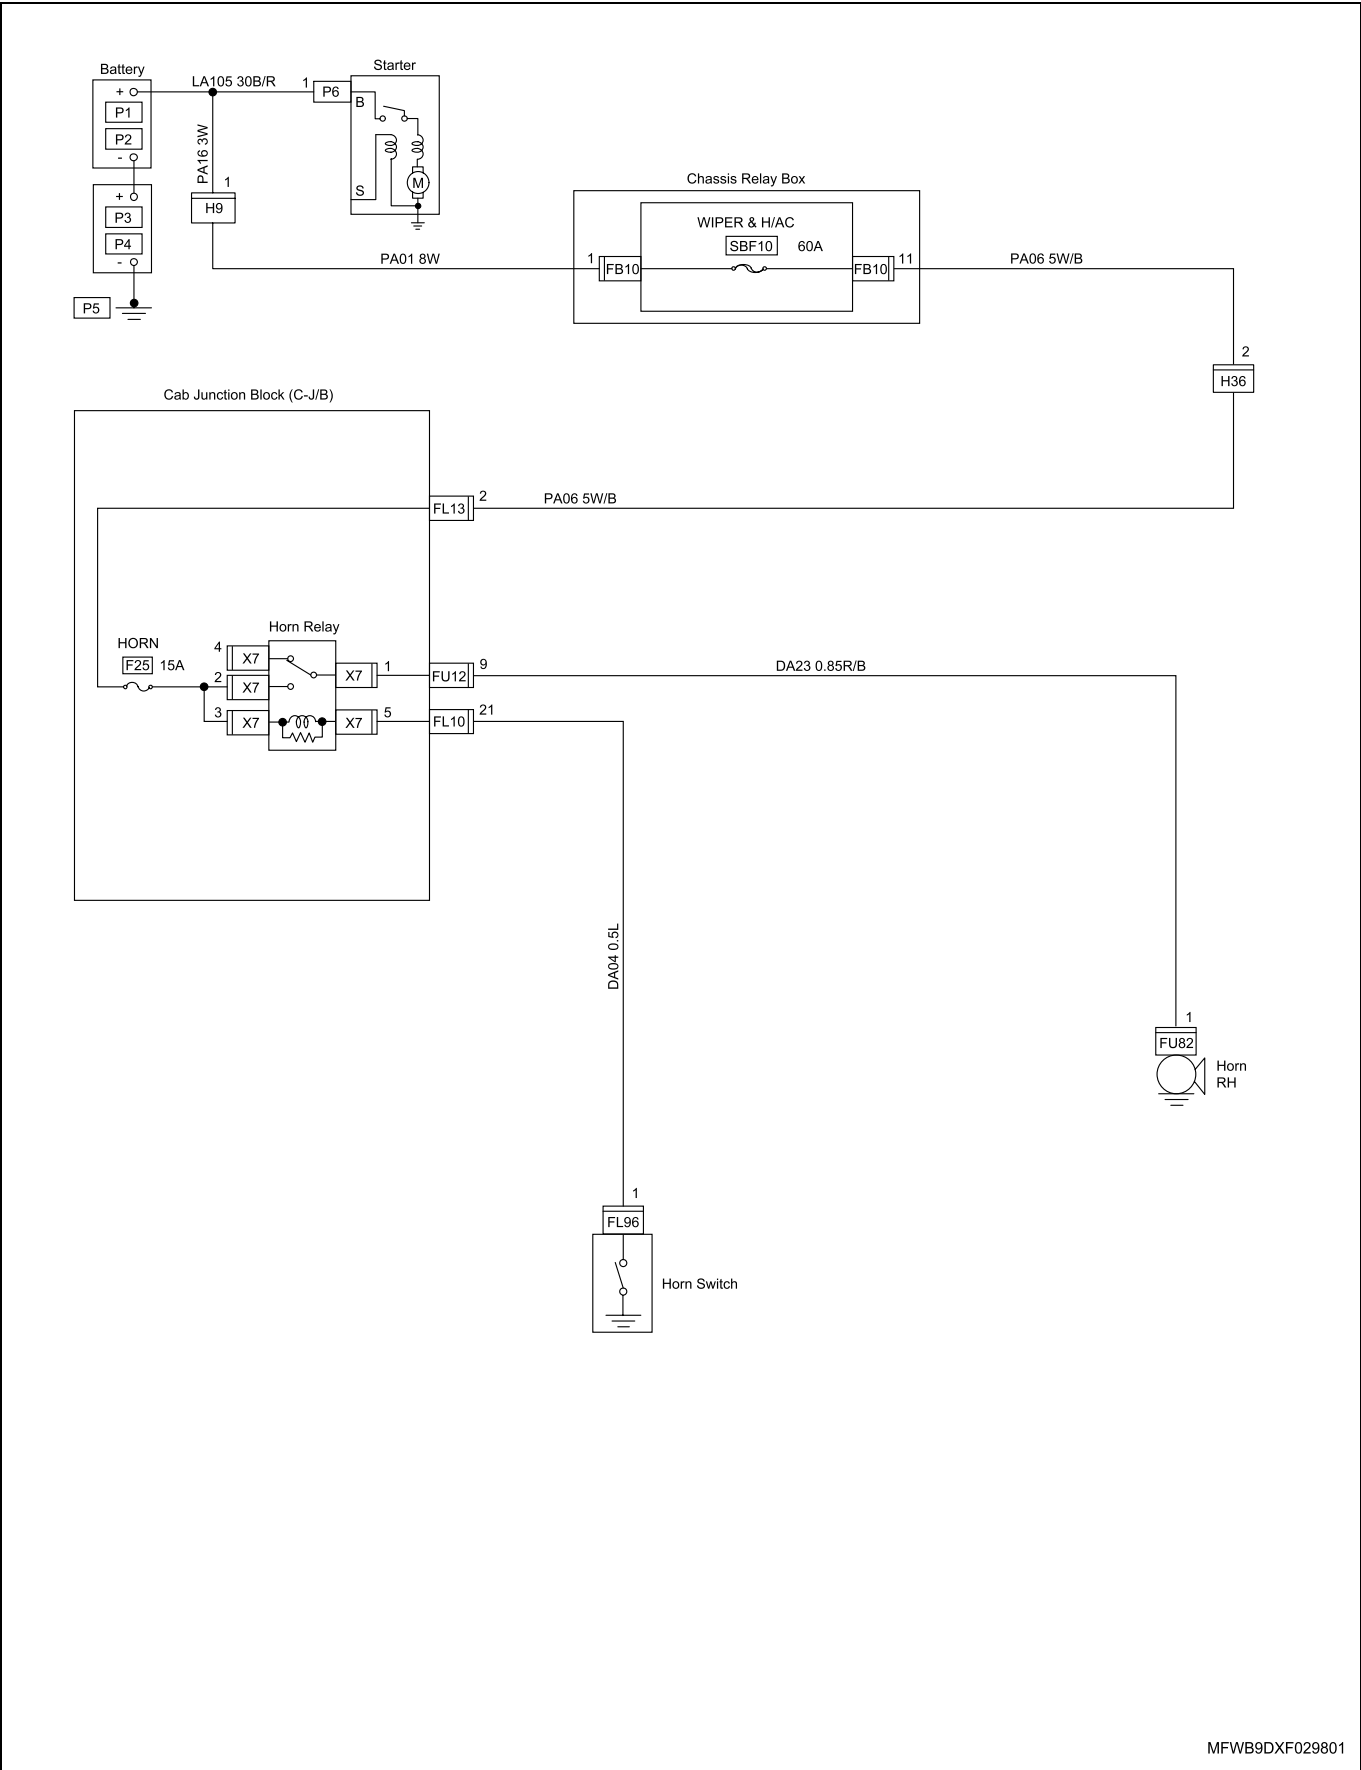 Battery
Starter
LA105 30B/R
1
P6
+
P1
P2
-
B
S
M
PA16 3W
1
H9
+
P3
P4
-
P5
PA01 8W
Chassis Relay Box
WIPER & H/AC
SBF10 60A
1
FB10
FB10
11
PA06 5W/B
2
H36
Cab Junction Block (C-J/B)
FL13
2
PA06 5W/B
HORN
F25 15A
Horn Relay
4
X7
2
X7
3
X7
X7
1
X7
5
FU12
9
DA23 0.85R/B
FL10
21
DA04 0.5L
1
FU82
Horn
RH
1
FL96
Horn Switch
MFWB9DXF029801